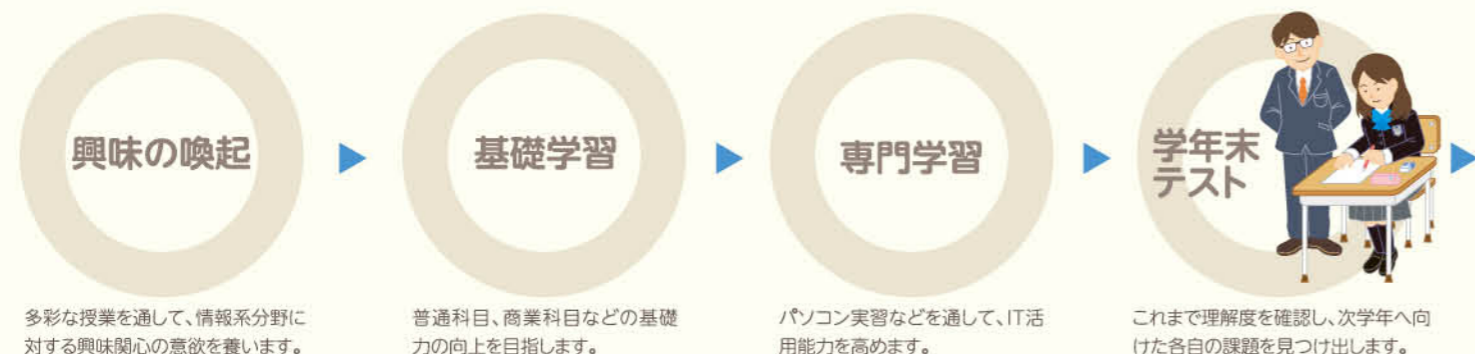 興味の喚起
多彩な授業を通して、情報系分野に
対する興味関心の意欲を養います。
基礎学習
普通科目、商業科目などの基礎
力の向上を目指します。
専門学習
パソコン実習などを通して、IT活
用能力を高めます。
学年末
テスト
これまで理解度を確認し、次学年へ向
けた各自の課題を見つけ出します。